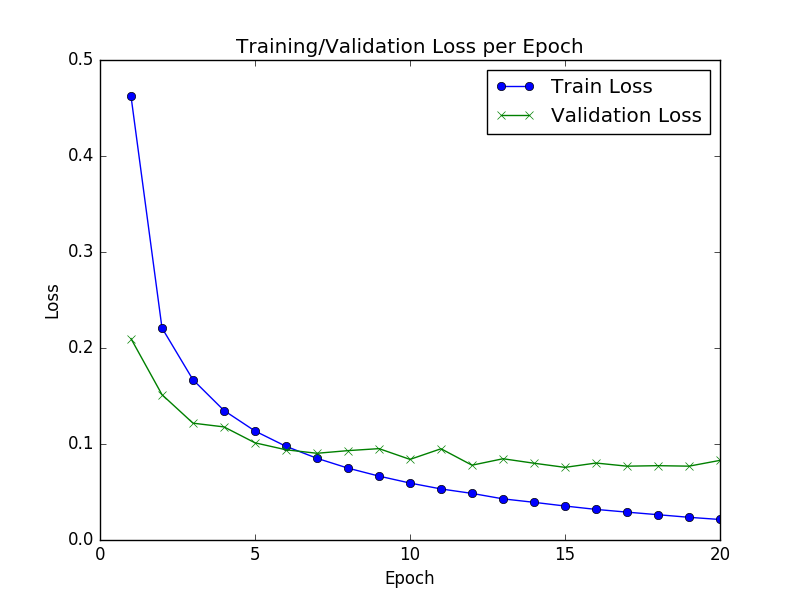 Training/Validation Loss per Epoch
Train Loss
Validation Loss
0.5
0.4
0.3
0.2
0.1
0.0
Loss
0 5 10 15 20
Epoch